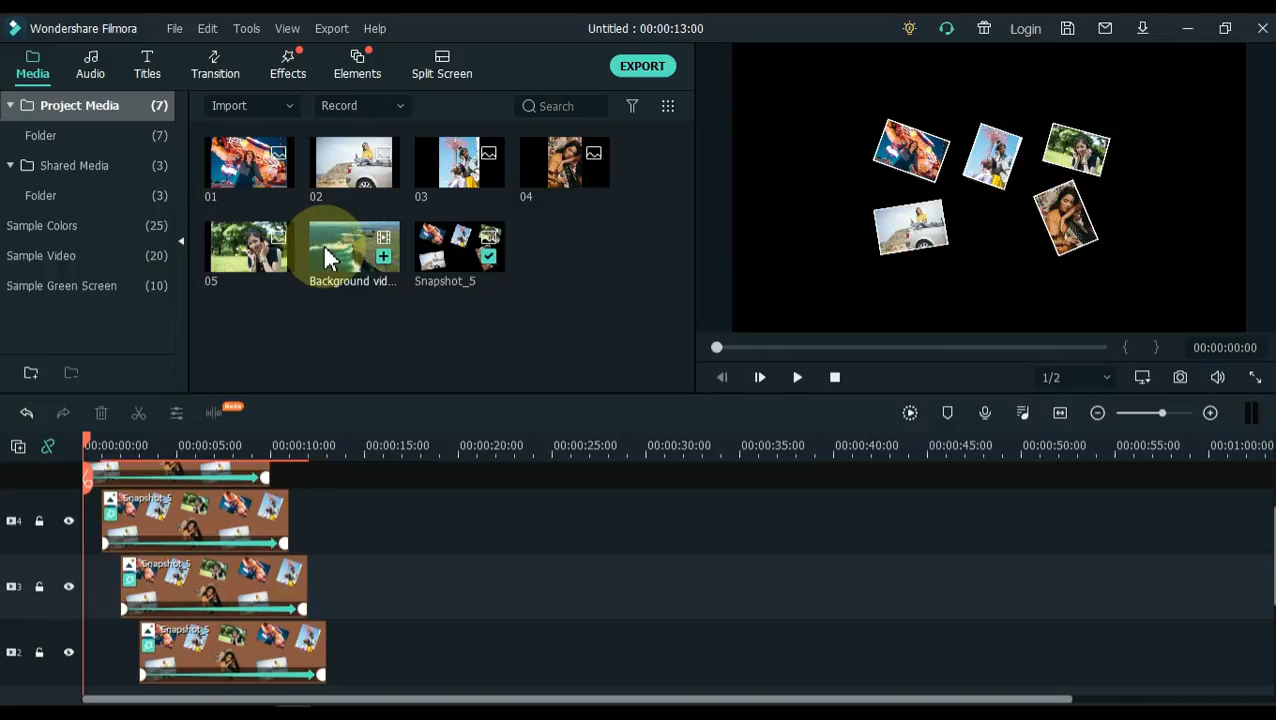 Wondershare Filmora File Edit Tools View Export Help Untitled : 00:00:13:00 Login
Media Audio Titles Transition Effects Elements Split Screen EXPORT
Project Media (7) Import Record Search
Folder (7)
Shared Media (3)
Folder (3)
Sample Colors (25)
Sample Video (20)
Sample Green Screen (10)
01 02 03 04
05 Background vid... Snapshot_5
00:00:00:00
1/2
Beta
00:00:00:00 00:00:05:00 00:00:10:00 00:00:15:00 00:00:20:00 00:00:25:00 00:00:30:00 00:00:35:00 00:00:40:00 00:00:45:00 00:00:50:00 00:00:55:00 00:01:00:00
4 Snapshot_5
3 Snapshot_5
2 Snapshot_5